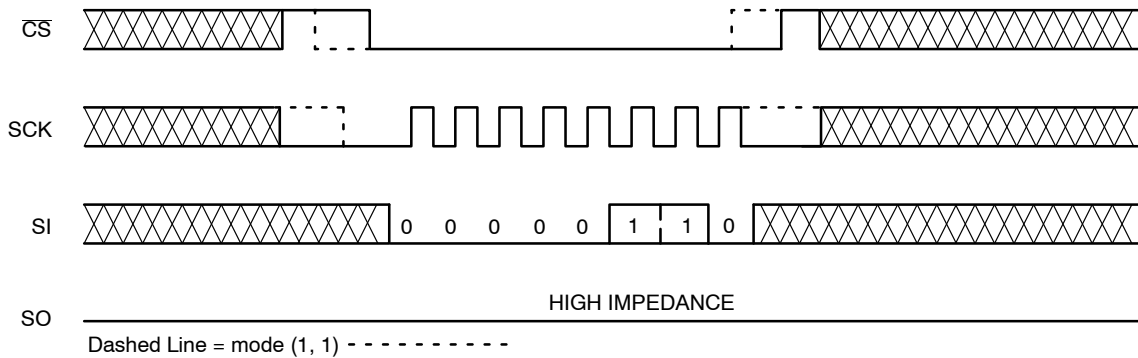 CS
SCK
SI 0 0 0 0 0 1 1 0
HIGH IMPEDANCE
SO
Dashed Line = mode (1, 1)